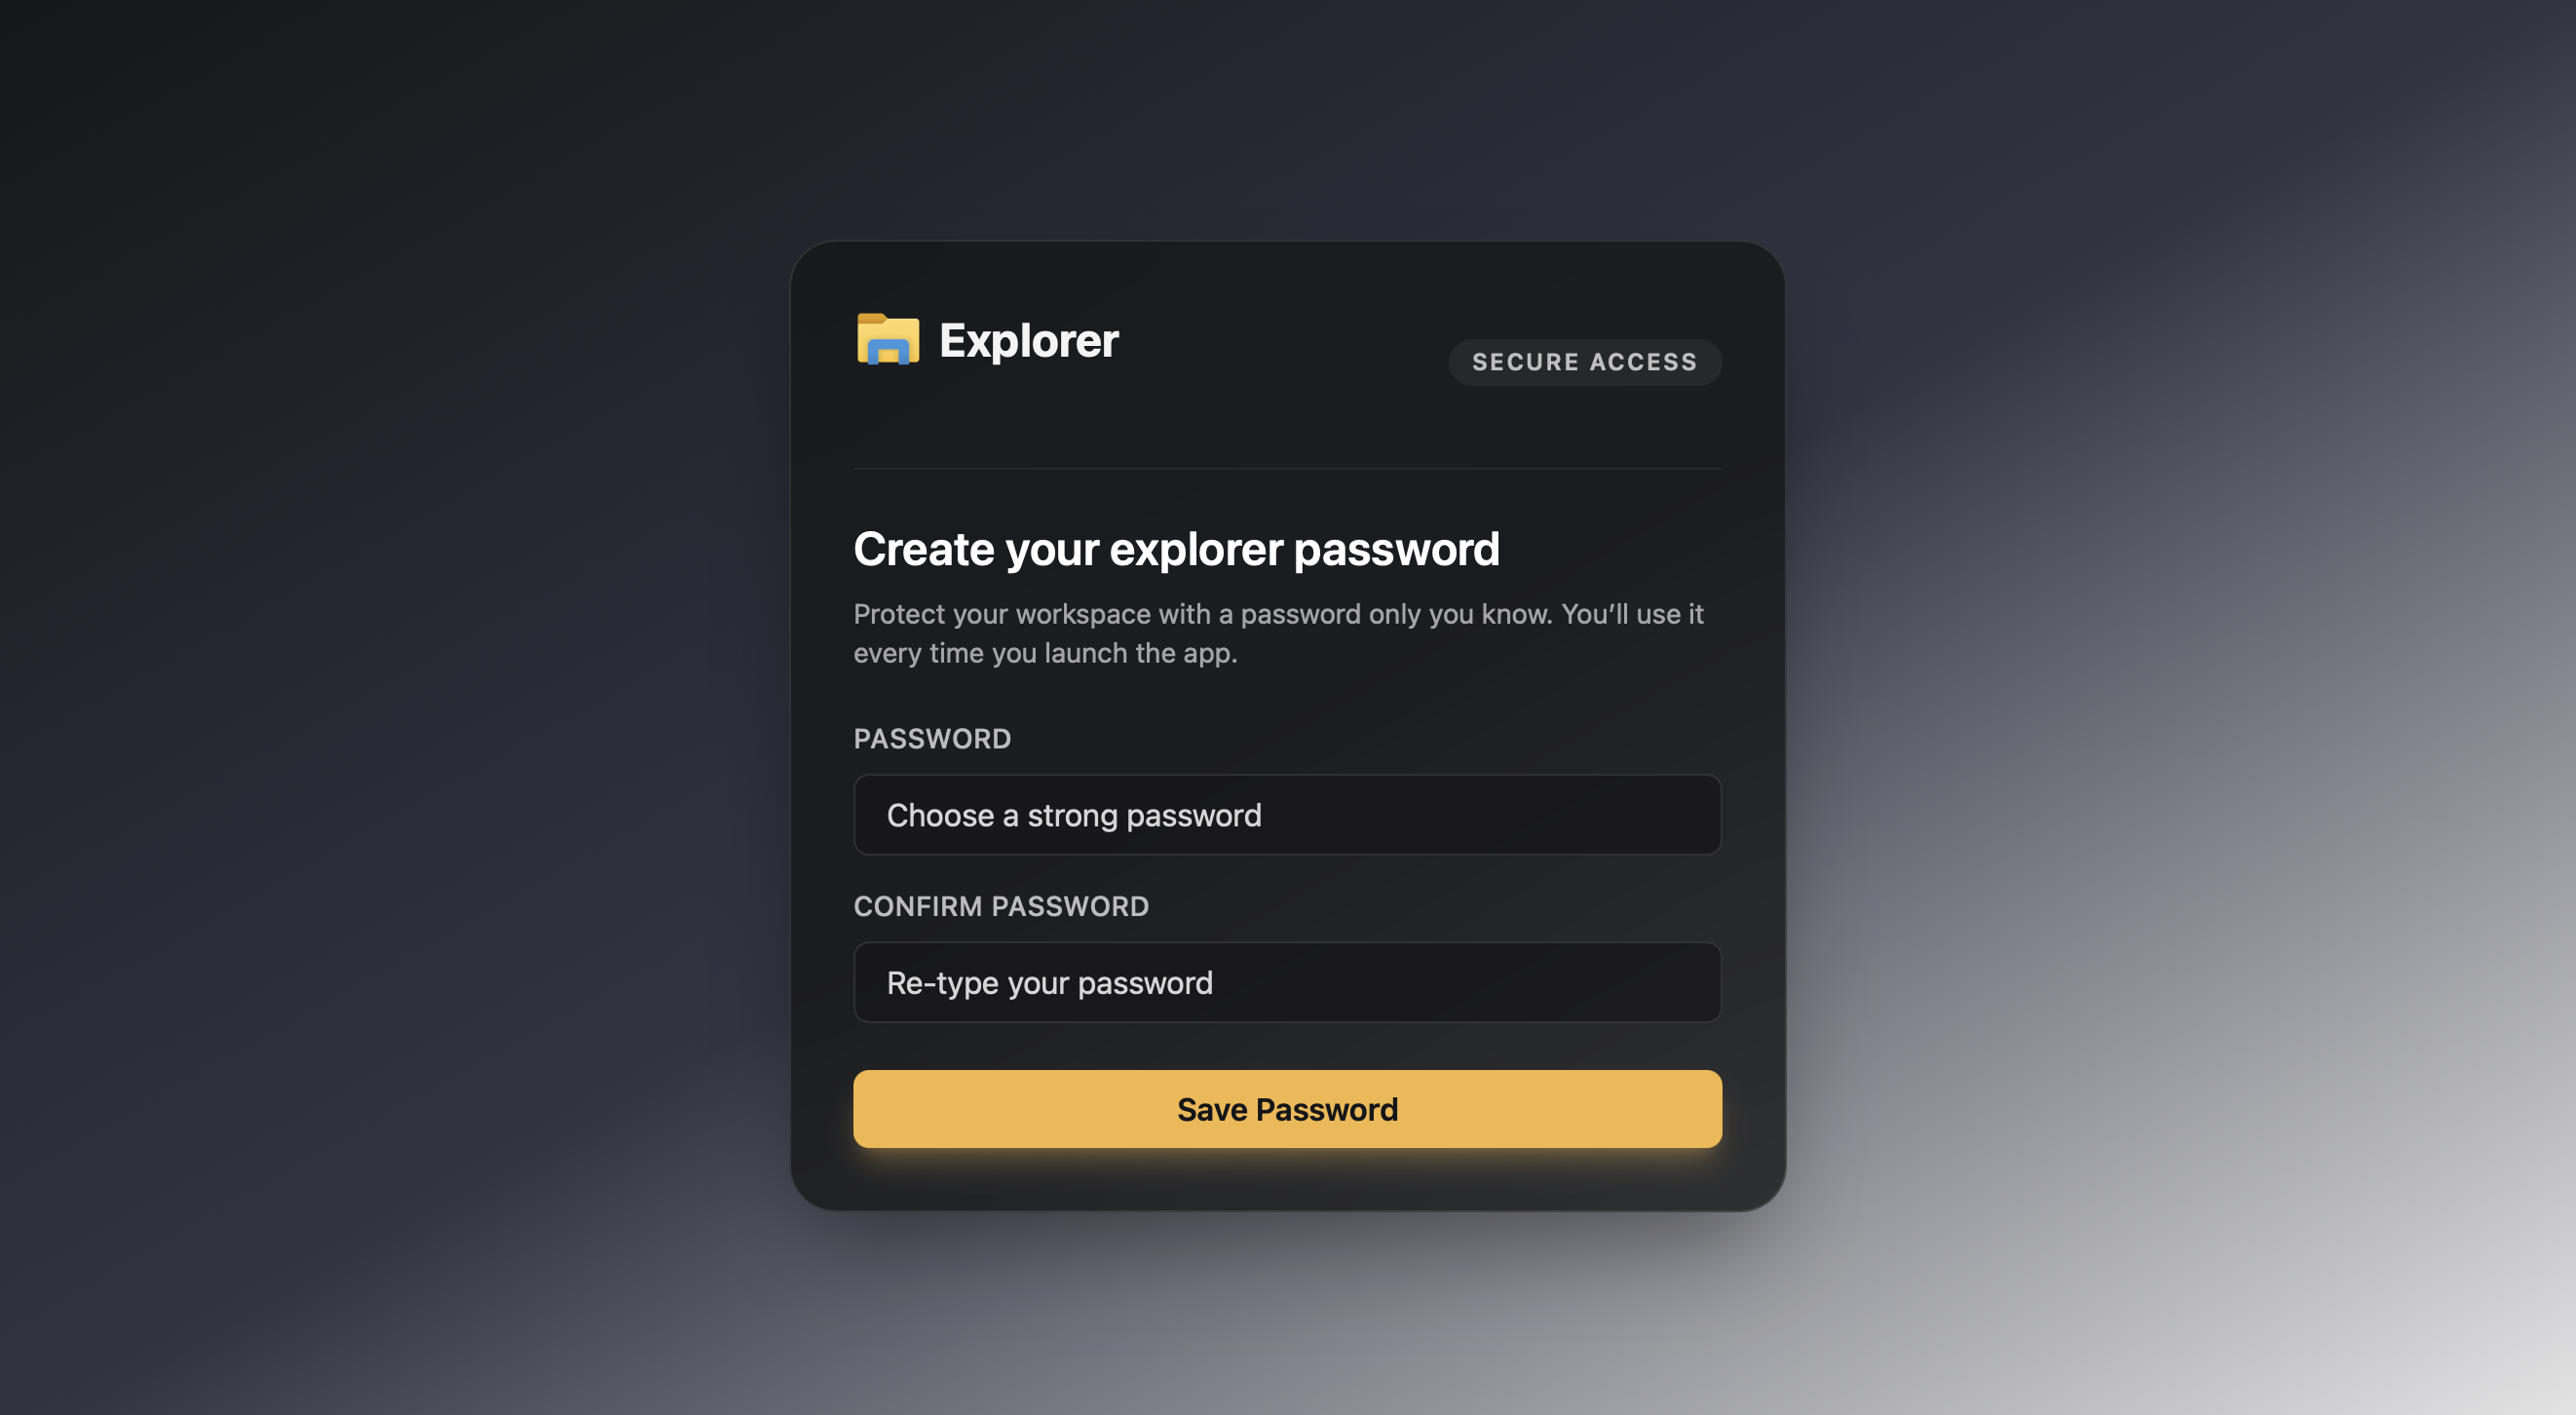 Explorer
SECURE ACCESS
Create your explorer password
Protect your workspace with a password only you know. You’ll use it
every time you launch the app.
PASSWORD
Choose a strong password
CONFIRM PASSWORD
Re-type your password
Save Password